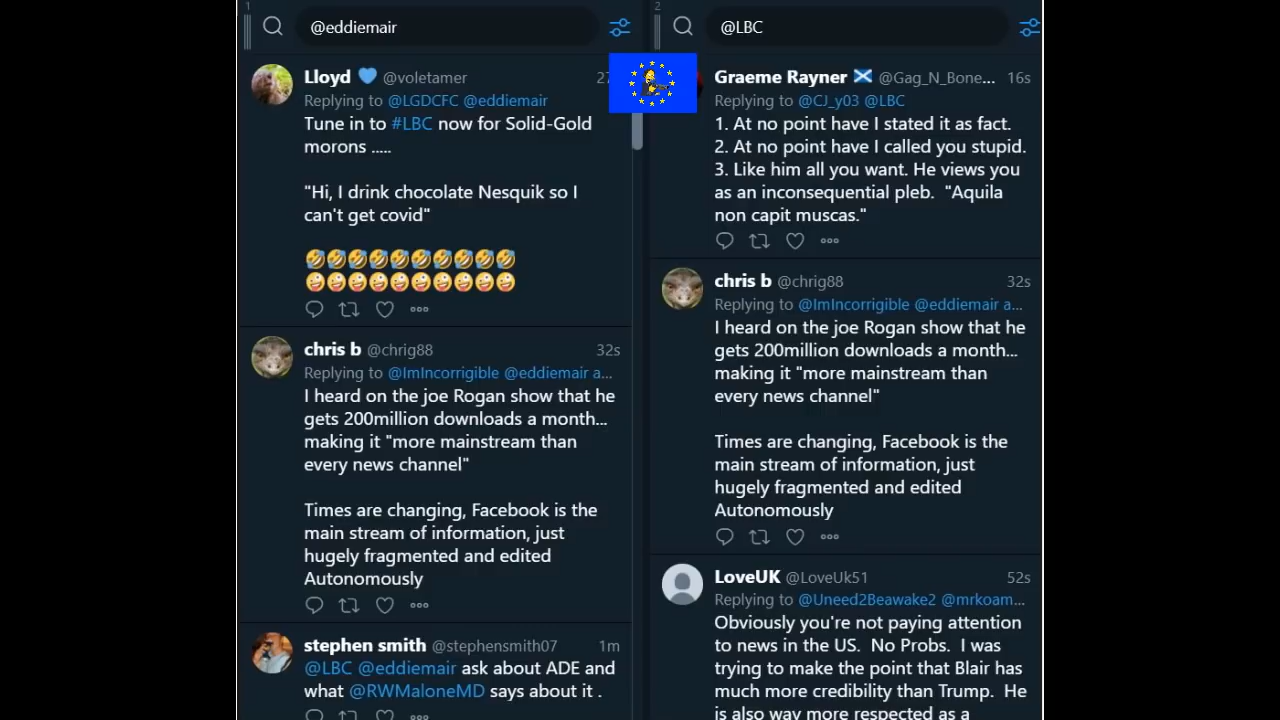 1
@eddiemair
Lloyd 💙 @voletamer
Replying to @LGDCFC @eddiemair
Tune in to #LBC now for Solid-Gold
morons .....
"Hi, I drink chocolate Nesquik so I
can't get covid"
🤣🤣🤣🤣🤣🤣🤣🤣🤣🤣
🤪🤪🤪🤪🤪🤪🤪🤪🤪🤪
chris b @chrig88 32s
Replying to @ImIncorrigible @eddiemair a...
I heard on the joe Rogan show that he
gets 200million downloads a month...
making it "more mainstream than
every news channel"
Times are changing, Facebook is the
main stream of information, just
hugely fragmented and edited
Autonomously
stephen smith @stephensmith07 1m
@LBC @eddiemair ask about ADE and
what @RWMaloneMD says about it .
2
@LBC
Graeme Rayner 🏴󠁧󠁢󠁳󠁣󠁴󠁿 @Gag_N_Bone... 16s
Replying to @CJ_y03 @LBC
1. At no point have I stated it as fact.
2. At no point have I called you stupid.
3. Like him all you want. He views you
as an inconsequential pleb. "Aquila
non capit muscas."
chris b @chrig88 32s
Replying to @ImIncorrigible @eddiemair a...
I heard on the joe Rogan show that he
gets 200million downloads a month...
making it "more mainstream than
every news channel"
Times are changing, Facebook is the
main stream of information, just
hugely fragmented and edited
Autonomously
LoveUK @LoveUk51 52s
Replying to @Uneed2Beawake2 @mrkoam...
Obviously you're not paying attention
to news in the US. No Probs. I was
trying to make the point that Blair has
much more credibility than Trump. He
is also way more respected as a